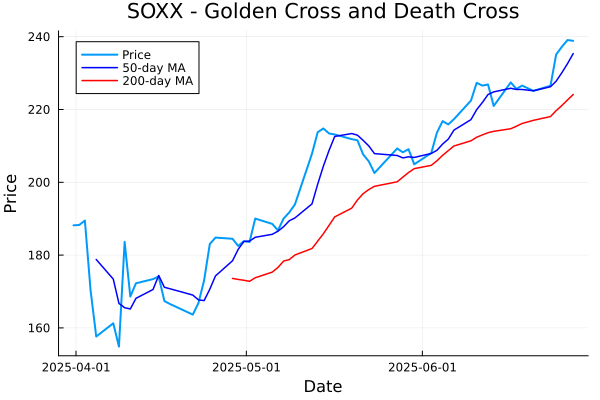 SOXX - Golden Cross and Death Cross
240
220
200
180
160
Price
Price
50-day MA
200-day MA
2025-04-01
2025-05-01
2025-06-01
Date